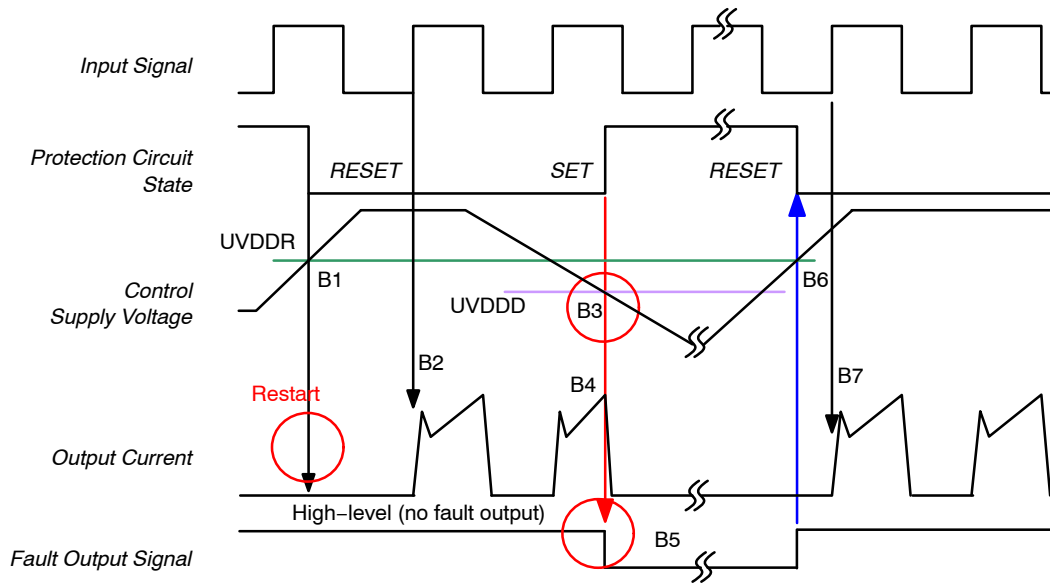 Input Signal
Protection Circuit
State
RESET
SET
RESET
UVDDR
B1
B6
Control
Supply Voltage
UVDDD
B3
B2
B4
B7
Restart
Output Current
High−level (no fault output)
B5
Fault Output Signal